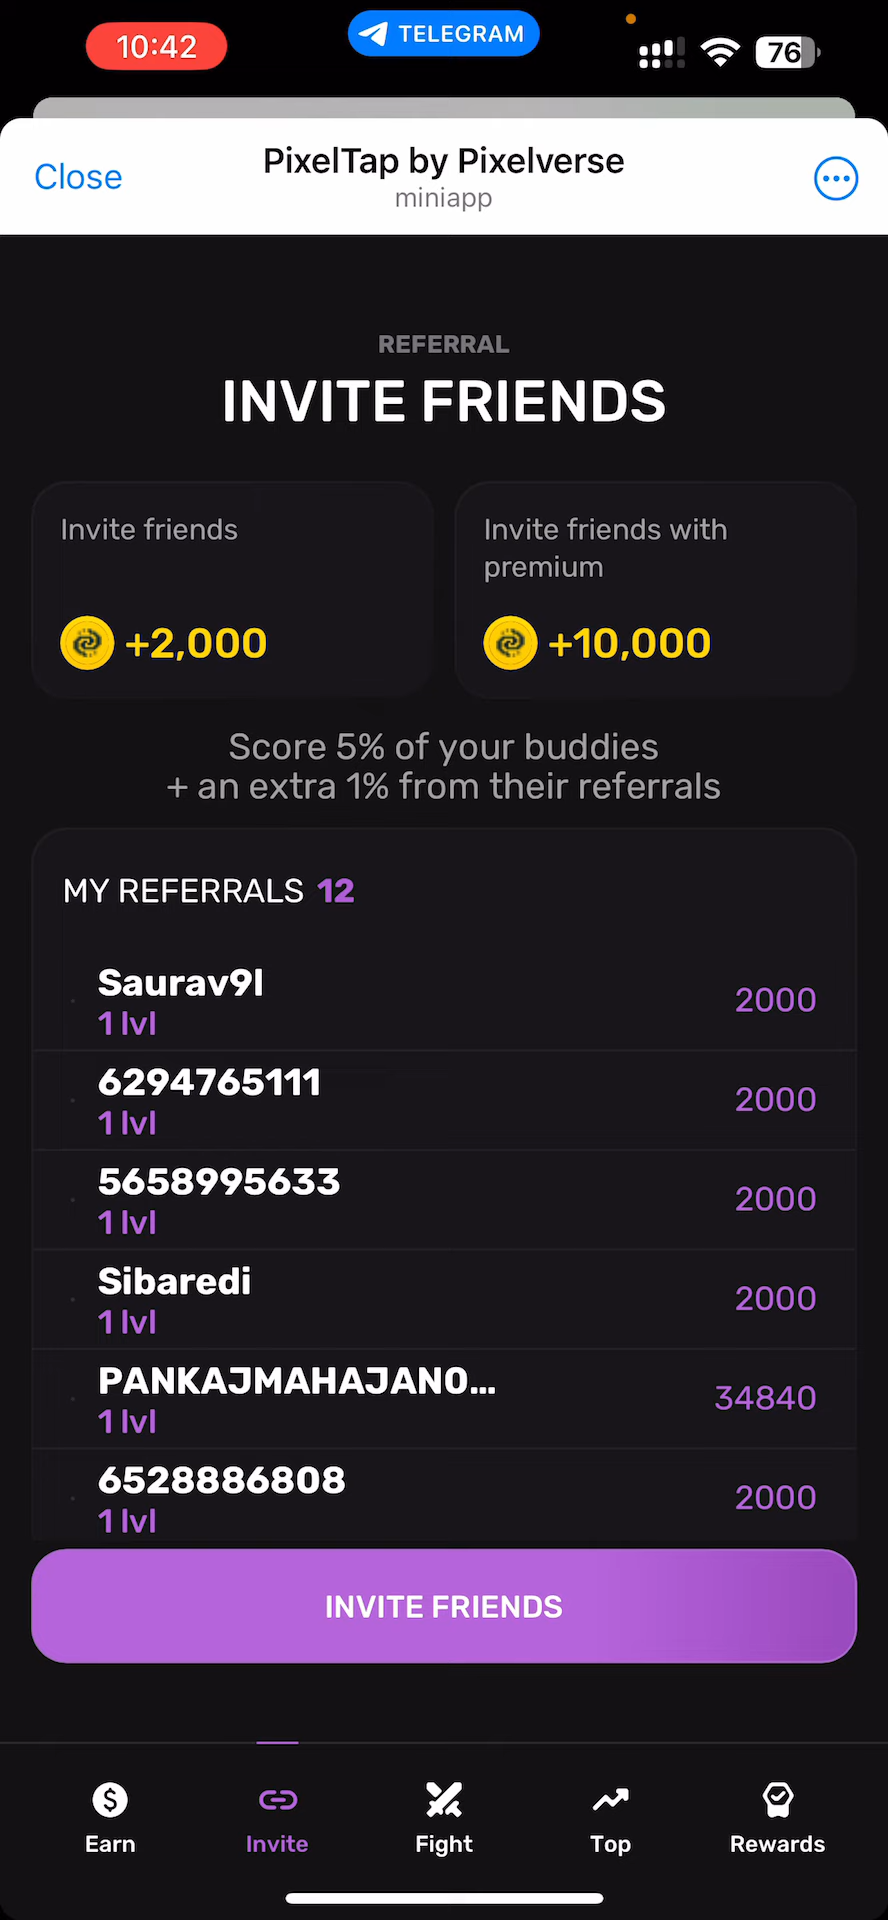 10:42
TELEGRAM
76
Close
PixelTap by Pixelverse
miniapp
REFERRAL
INVITE FRIENDS
Invite friends
+2,000
Invite friends with
premium
+10,000
Score 5% of your buddies
+ an extra 1% from their referrals
MY REFERRALS 12
Saurav9l
1 lvl
2000
6294765111
1 lvl
2000
5658995633
1 lvl
2000
Sibaredi
1 lvl
2000
PANKAJMAHAJAN0...
1 lvl
34840
6528886808
1 lvl
2000
INVITE FRIENDS
Earn
Invite
Fight
Top
Rewards